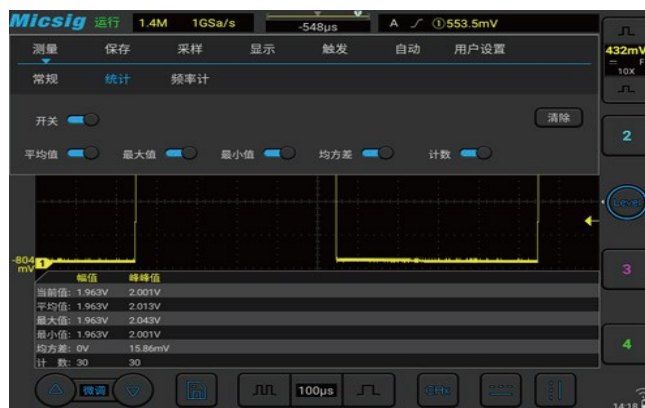 Micsig 运行 1.4M 1GSa/s -548μs A ①553.5mV
测量 保存 采样 显示 触发 自动 用户设置
432mV
F
10X
常规 统计 频率计
开关 清除
2
平均值 最大值 最小值 均方差 计数
Level
-804
mV
1
3
幅值 峰峰值
当前值: 1.963V 2.001V
平均值: 1.963V 2.013V
最大值: 1.963V 2.043V
最小值: 1.963V 2.001V
均方差: 0V 15.86mV
计 数: 30 30
4
微调 100μs CHx
14:18